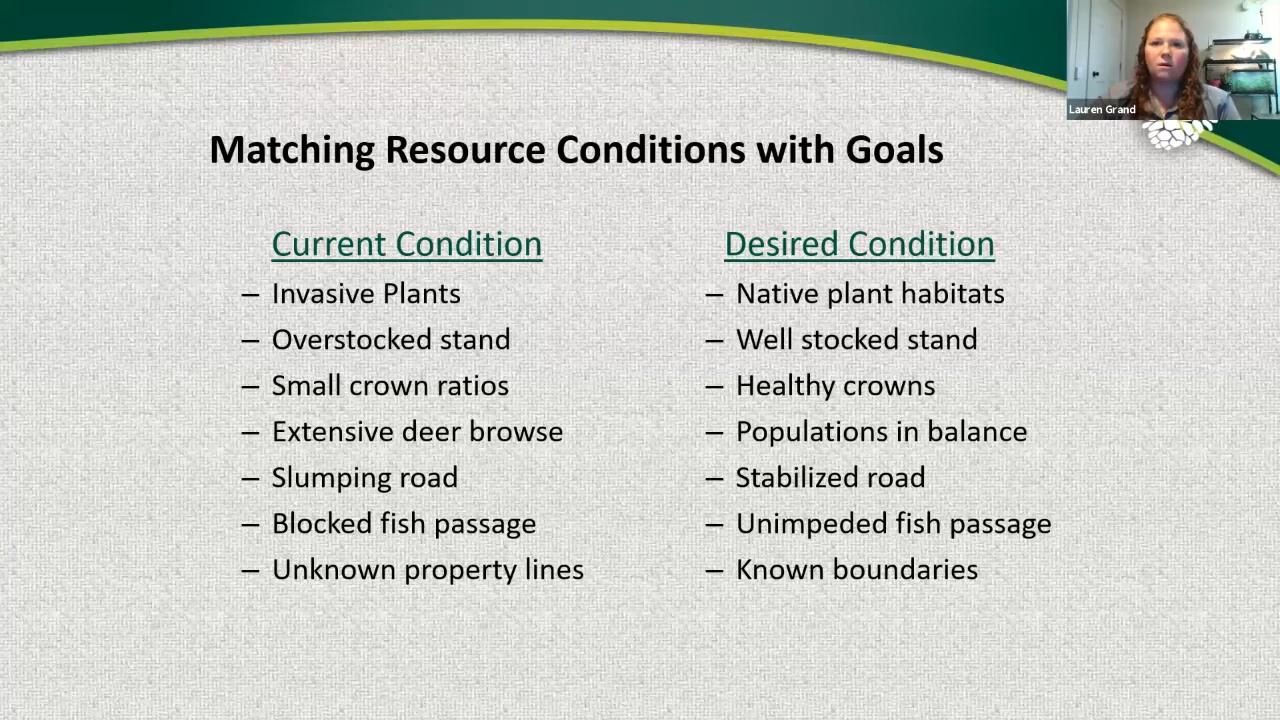 Lauren Grand
Matching Resource Conditions with Goals
Current Condition
– Invasive Plants
– Overstocked stand
– Small crown ratios
– Extensive deer browse
– Slumping road
– Blocked fish passage
– Unknown property lines
Desired Condition
– Native plant habitats
– Well stocked stand
– Healthy crowns
– Populations in balance
– Stabilized road
– Unimpeded fish passage
– Known boundaries